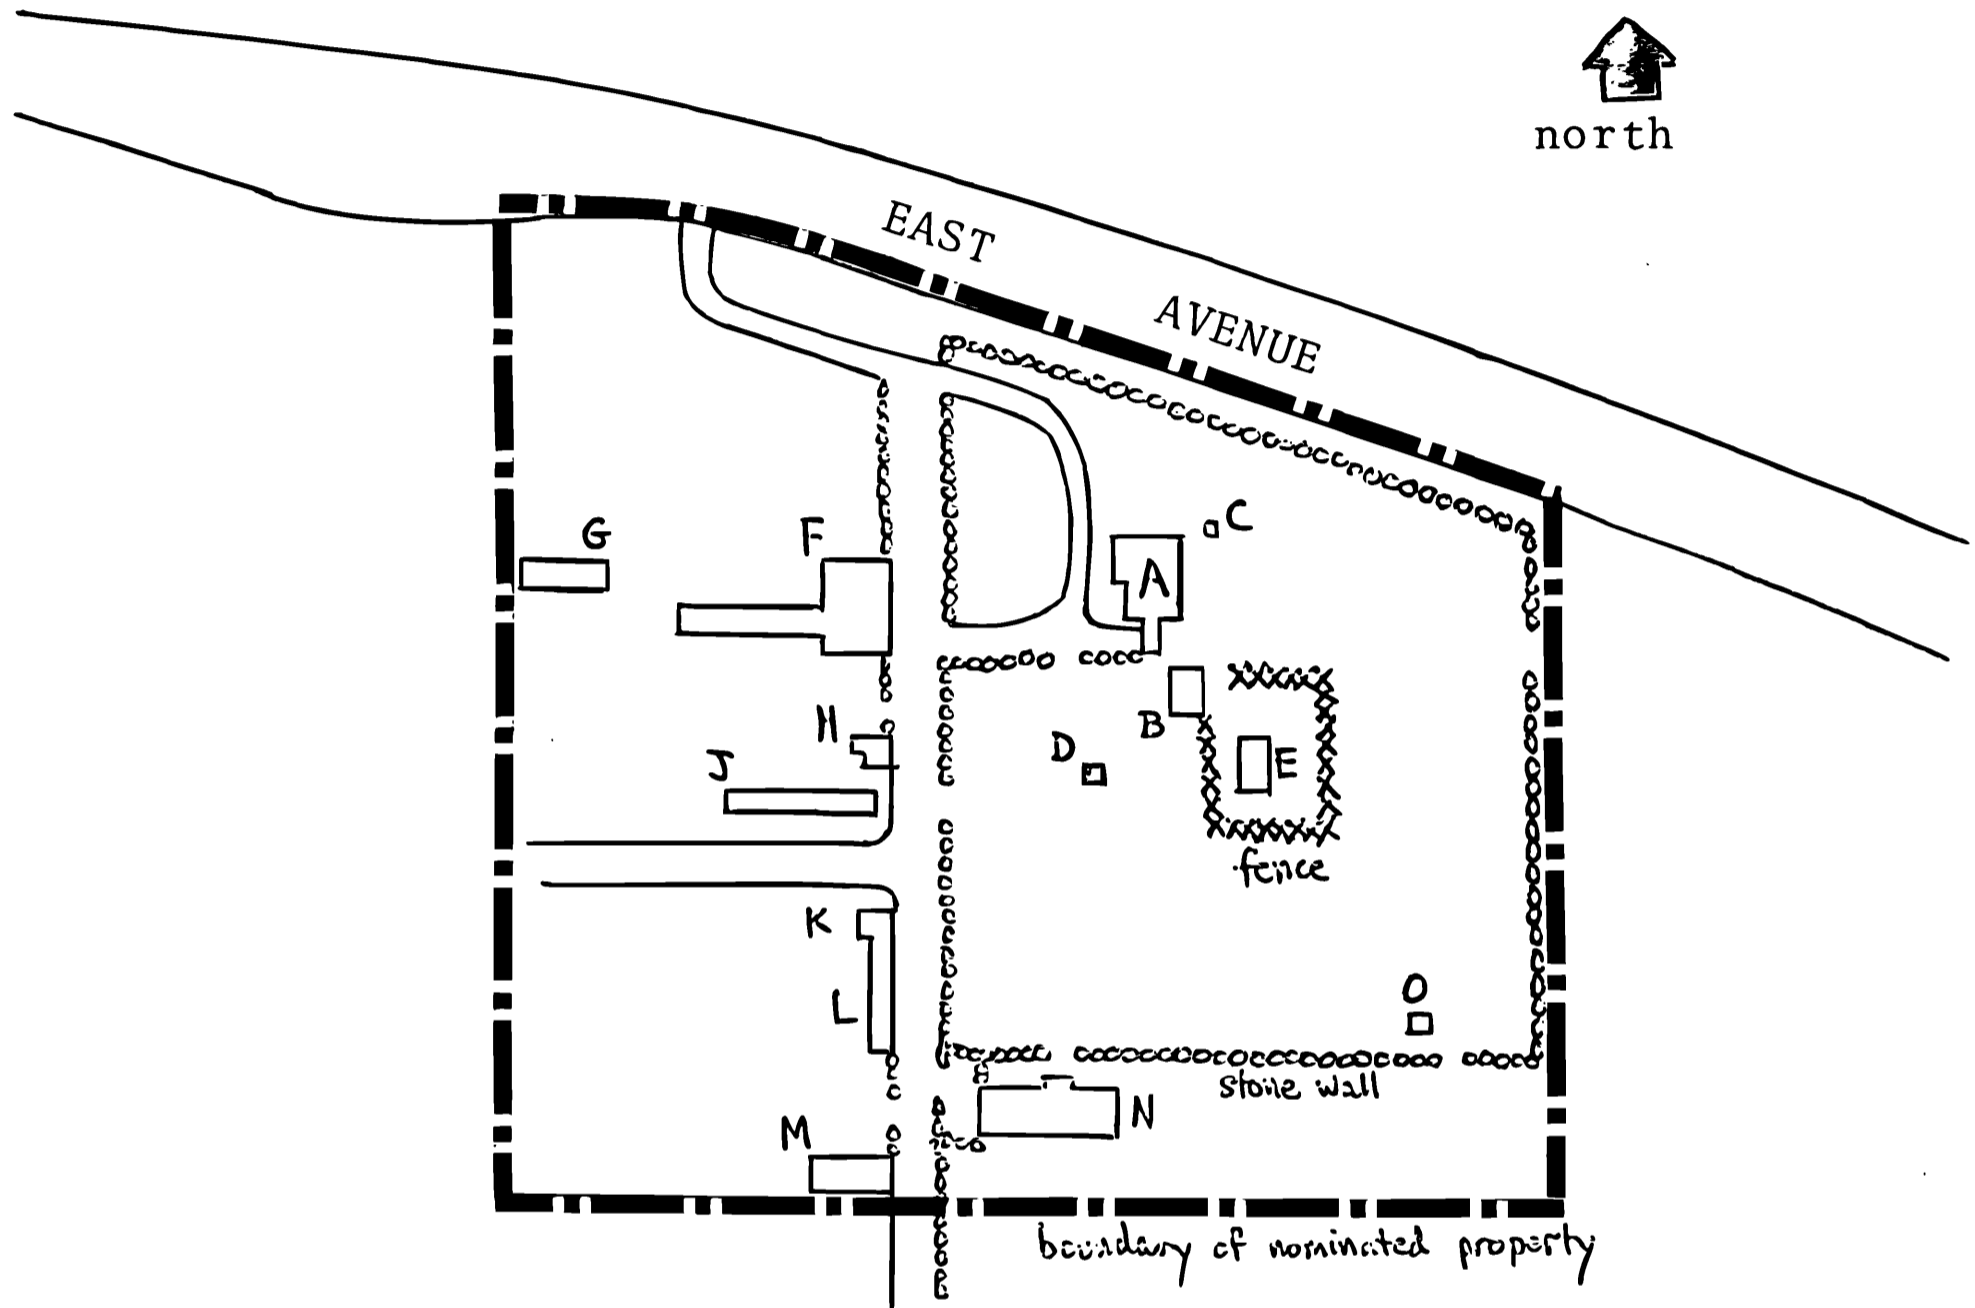 north
EAST
AVENUE
C
G
F
A
H
B
D
J
E
fence
K
L
O
stone wall
N
M
boundary of nominated property